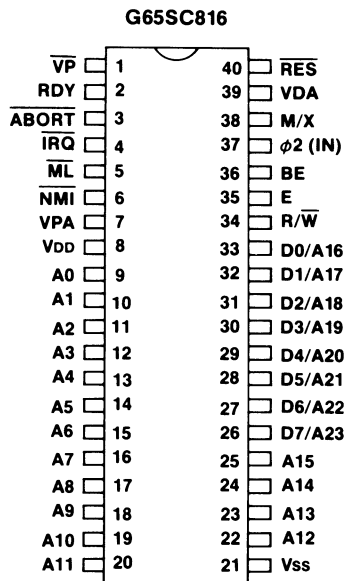 G65SC816
VP 1 40 RES
RDY 2 39 VDA
ABORT 3 38 M/X
IRQ 4 37 ϕ2 (IN)
ML 5 36 BE
NMI 6 35 E
VPA 7 34 R/W
VDD 8 33 D0/A16
A0 9 32 D1/A17
A1 10 31 D2/A18
A2 11 30 D3/A19
A3 12 29 D4/A20
A4 13 28 D5/A21
A5 14 27 D6/A22
A6 15 26 D7/A23
A7 16 25 A15
A8 17 24 A14
A9 18 23 A13
A10 19 22 A12
A11 20 21 Vss